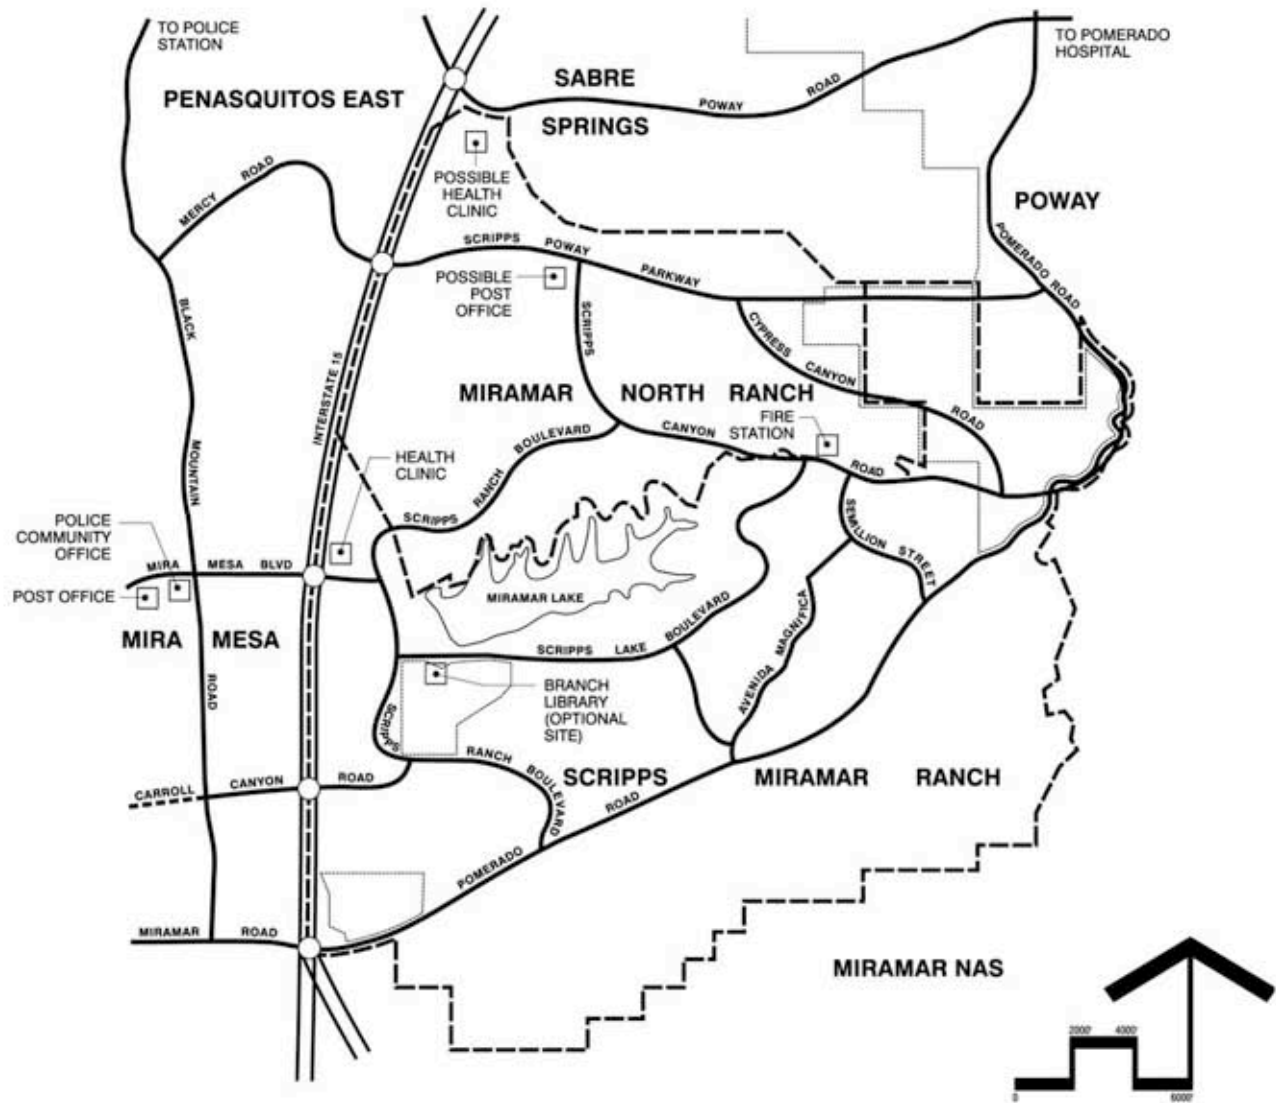 TO POLICE
STATION
TO POMERADO
HOSPITAL
PENASQUITOS EAST
SABRE
SPRINGS
POWAY ROAD
POSSIBLE
HEALTH
CLINIC
MERCY ROAD
POWAY
SCRIPPS POWAY PARKWAY
POMERADO ROAD
POSSIBLE
POST
OFFICE
BLACK MOUNTAIN ROAD
INTERSTATE 15
SCRIPPS
CYPRESS CANYON ROAD
MIRAMAR NORTH RANCH
FIRE
STATION
CANYON ROAD
SCRIPPS RANCH BOULEVARD
HEALTH
CLINIC
POLICE
COMMUNITY
OFFICE
MIRA MESA BLVD
POST OFFICE
MIRA MESA
MIRAMAR LAKE
SEMILLION STREET
AVENIDA MAGNIFICA
SCRIPPS LAKE BOULEVARD
BRANCH
LIBRARY
(OPTIONAL
SITE)
SCRIPPS RANCH BOULEVARD
CARROLL CANYON ROAD
SCRIPPS MIRAMAR RANCH
POMERADO ROAD
MIRAMAR ROAD
MIRAMAR NAS
2000' 4000'
0 6000'